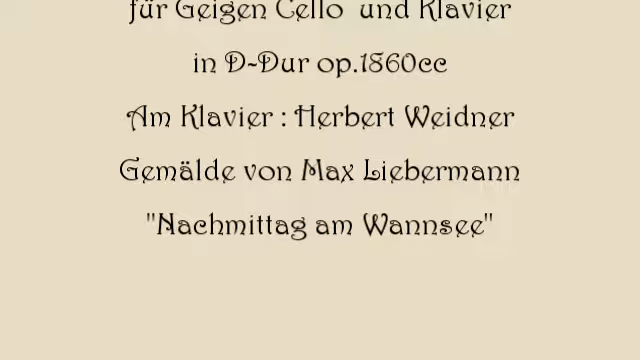 für Geigen Cello und Klavier
in D-Dur op.1860cc
Am Klavier : Herbert Weidner
Gemälde von Max Liebermann
"Nachmittag am Wannsee"